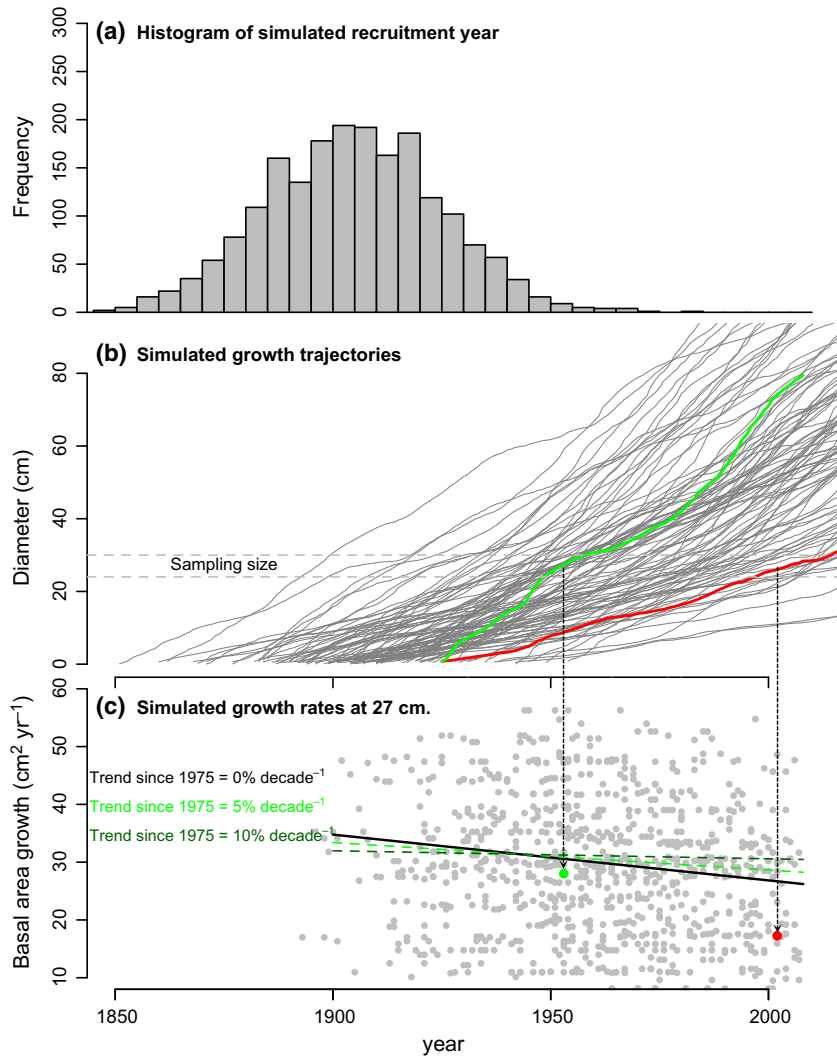 (a) Histogram of simulated recruitment year
300
250
200
150
100
50
0
Frequency
(b) Simulated growth trajectories
80
60
40
20
0
Diameter (cm)
Sampling size
(c) Simulated growth rates at 27 cm.
60
50
40
30
20
10
Basal area growth (cm² yr⁻¹)
Trend since 1975 = 0% decade⁻¹
Trend since 1975 = 5% decade⁻¹
Trend since 1975 = 10% decade⁻¹
1850 1900 1950 2000
year